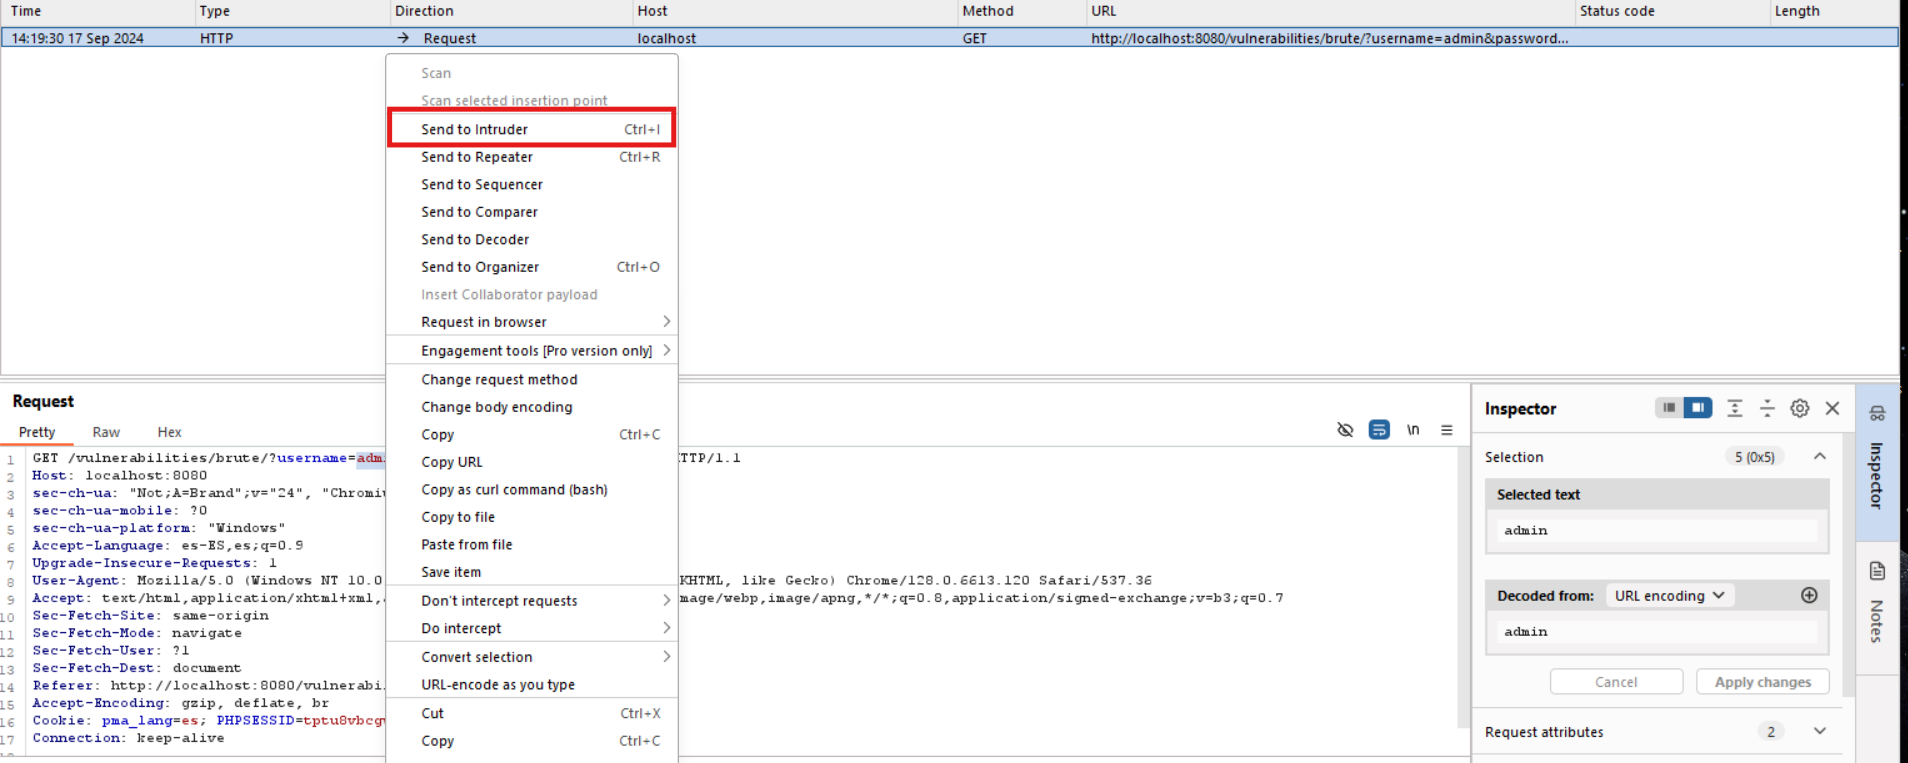 Time Type Direction Host Method URL Status code Length
14:19:30 17 Sep 2024 HTTP → Request localhost GET http://localhost:8080/vulnerabilities/brute/?username=admin&password...
Scan
Scan selected insertion point
Send to Intruder Ctrl+I
Send to Repeater Ctrl+R
Send to Sequencer
Send to Comparer
Send to Decoder
Send to Organizer Ctrl+O
Insert Collaborator payload
Request in browser
Engagement tools [Pro version only]
Change request method
Change body encoding
Copy Ctrl+C
Copy URL
Copy as curl command (bash)
Copy to file
Paste from file
Save item
Don't intercept requests
Do intercept
Convert selection
URL-encode as you type
Cut Ctrl+X
Copy Ctrl+C
Request
Pretty Raw Hex
\n
1 GET /vulnerabilities/brute/?username=adm TTP/1.1
2 Host: localhost:8080
3 sec-ch-ua: "Not;A=Brand";v="24", "Chromi
4 sec-ch-ua-mobile: ?0
5 sec-ch-ua-platform: "Windows"
6 Accept-Language: es-ES,es;q=0.9
7 Upgrade-Insecure-Requests: 1
8 User-Agent: Mozilla/5.0 (Windows NT 10.0 KHTML, like Gecko) Chrome/128.0.6613.120 Safari/537.36
9 Accept: text/html,application/xhtml+xml, mage/webp,image/apng,*/*;q=0.8,application/signed-exchange;v=b3;q=0.7
10 Sec-Fetch-Site: same-origin
11 Sec-Fetch-Mode: navigate
12 Sec-Fetch-User: ?1
13 Sec-Fetch-Dest: document
14 Referer: http://localhost:8080/vulnerabi
15 Accept-Encoding: gzip, deflate, br
16 Cookie: pma_lang=es; PHPSESSID=tptu8vbcg
17 Connection: keep-alive
Inspector
Selection 5 (0x5)
Selected text
admin
Decoded from: URL encoding
admin
Cancel Apply changes
Request attributes 2
Inspector
Notes